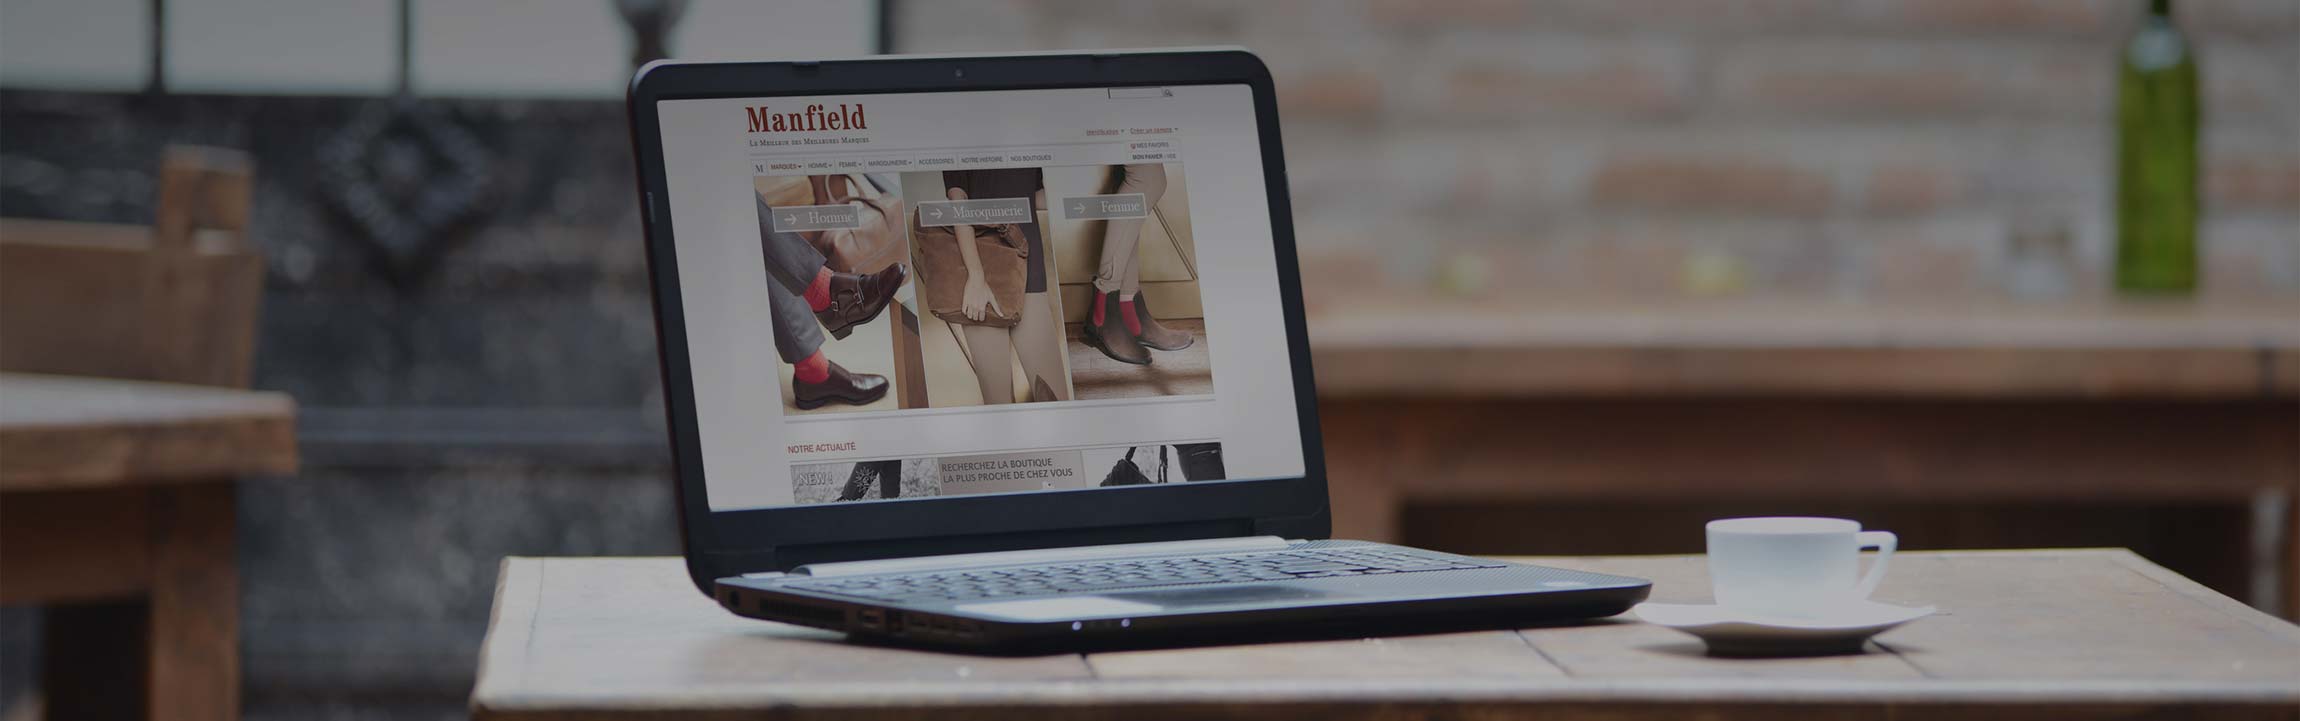 Manfield
Le Meilleur des Meilleures Marques
Identification Créer un compte
MES FAVORIS
MON PANIER : VIDE
M MARQUES HOMME FEMME MAROQUINERIE ACCESSOIRES NOTRE HISTOIRE NOS BOUTIQUES
→ Homme
→ Maroquinerie
→ Femme
NOTRE ACTUALITÉ
NEW !
RECHERCHEZ LA BOUTIQUE
LA PLUS PROCHE DE CHEZ VOUS